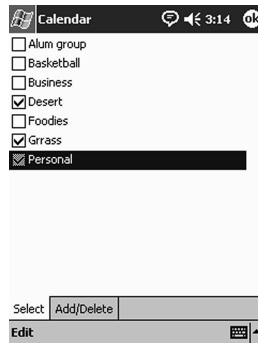 Calendar 3:14 ok
Alum group
Basketball
Business
Desert
Foodies
Grrass
Personal
Select Add/Delete
Edit